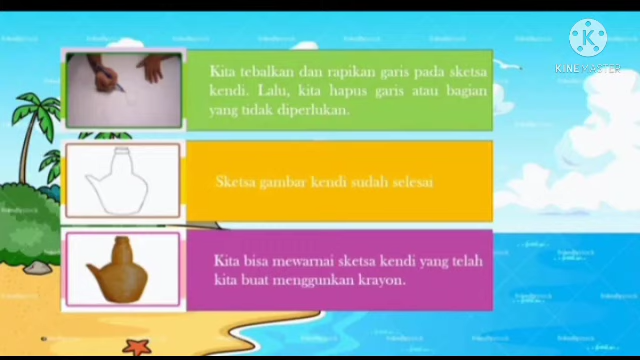 KINEMASTER
Kita tebalkan dan rapikan garis pada sketsa
kendi. Lalu, kita hapus garis atau bagian
yang tidak diperlukan.
Sketsa gambar kendi sudah selesai
Kita bisa mewarnai sketsa kendi yang telah
kita buat menggunkan krayon.